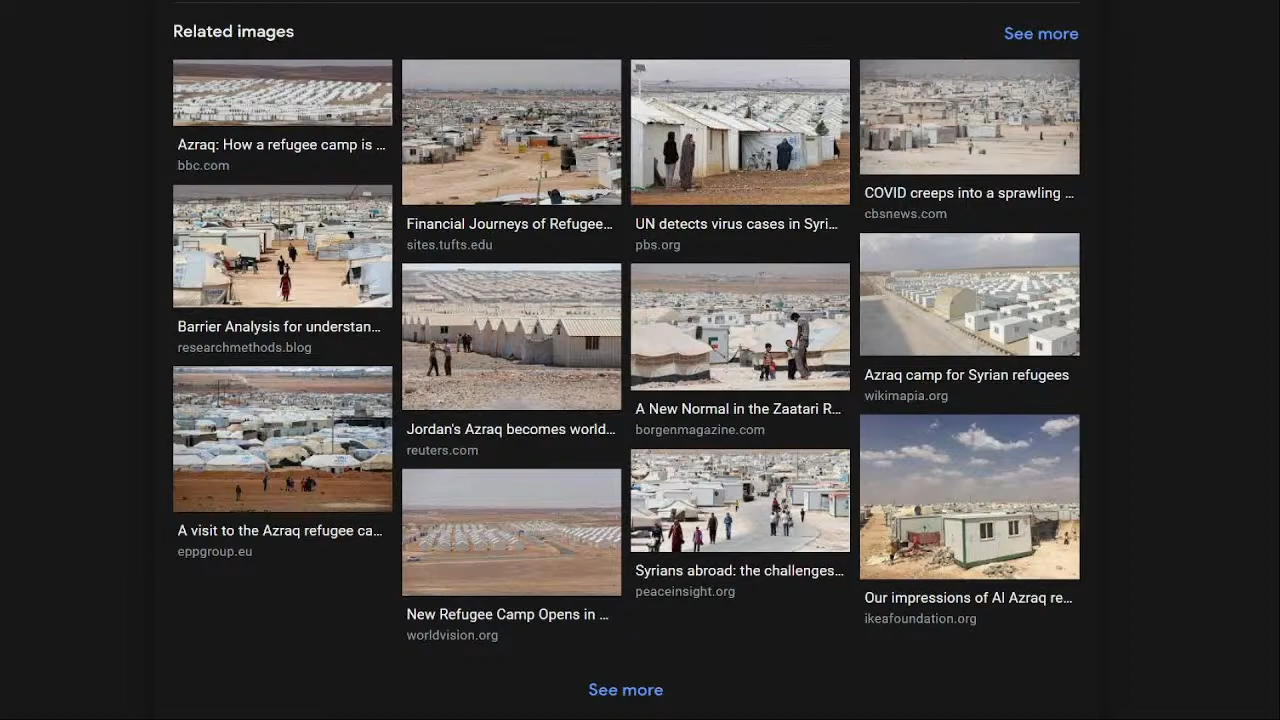 Related images
See more
Azraq: How a refugee camp is ...
bbc.com
Barrier Analysis for understan...
researchmethods.blog
A visit to the Azraq refugee ca...
eppgroup.eu
Financial Journeys of Refugee...
sites.tufts.edu
Jordan's Azraq becomes world...
reuters.com
New Refugee Camp Opens in ...
worldvision.org
UN detects virus cases in Syri...
pbs.org
A New Normal in the Zaatari R...
borgenmagazine.com
Syrians abroad: the challenges...
peaceinsight.org
COVID creeps into a sprawling ...
cbsnews.com
Azraq camp for Syrian refugees
wikimapia.org
Our impressions of Al Azraq re...
ikeafoundation.org
See more